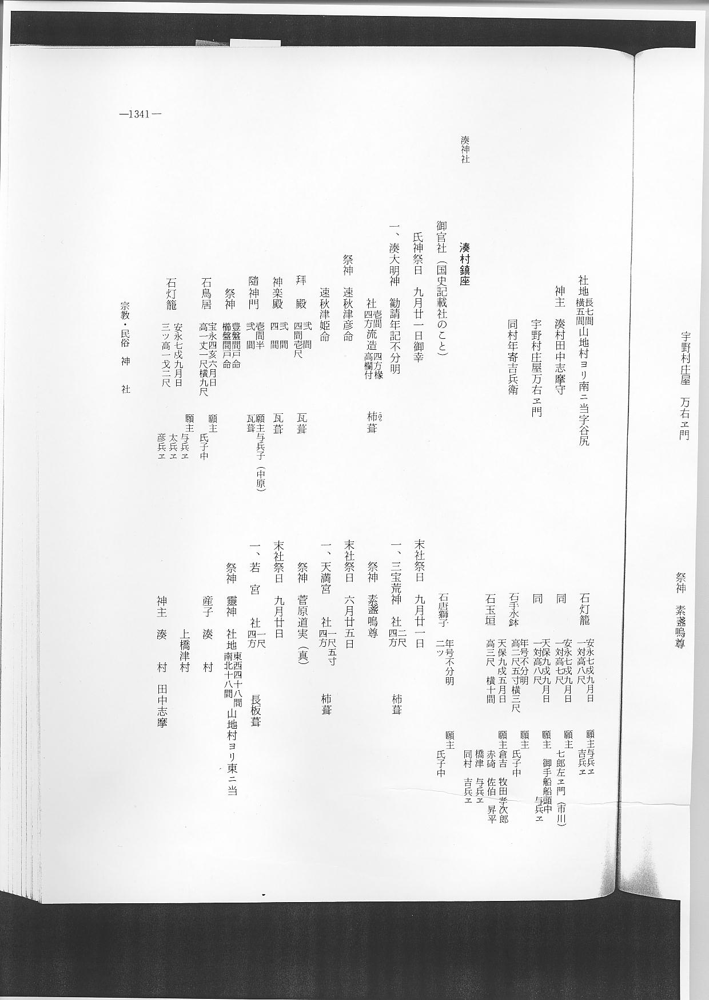 宇野村庄屋　万右ヱ門
祭神　素盞嗚尊
社地 長七間 横五間 山地村ヨリ南ニ当字谷尻
神主　湊村田中志摩守
宇野村庄屋万右ヱ門
同村年寄吉兵衛
湊神社
湊村鎮座
御官社（国史記載社のこと）
氏神祭日　九月廿一日御幸
一、湊大明神　勧請年記不分明
社 壱間 四方 流造 四方椽 高欄付　柿葺
祭神　速秋津彦命
速秋津姫命
拝　殿　弐　間 四間壱尺　瓦葺
神楽殿　弐　間 四　間　瓦葺
隨神門　壱間半 弐　間　願主与兵子（中原） 瓦葺
祭神　豊盤間戸命 櫛盤間戸命
石鳥居　宝永四亥六月日 高一丈一尺横九尺　願主 氏子中
石灯籠　安永七戌九月日 三ッ高一戈二尺　願主 与兵ヱ 太兵ヱ 彦兵ヱ
石灯籠　安永七戌九月日 一対高八尺　願主与兵ヱ 吉兵ヱ
同　安永七戌九月日 一対高七尺　願主 七郎左ヱ門（市川）
同　天保九戌九月日 一対高八尺　願主　御手船船頭中 与兵ヱ
石手水鉢　年号不分明 高二尺五寸横三尺　願主 氏子中
石玉垣　天保九戌五月日 高三尺　横十間　願主倉吉　牧田孝次郎 赤碕　佐伯　昇平 橋津　与兵ヱ 同村　吉兵ヱ
石唐獅子　年号不分明 二ッ　願主 氏子中
末社祭日　九月廿一日
一、三宝荒神　社 二尺 四方　柿葺
祭神　素盞嗚尊
末社祭日　六月廿五日
一、天満宮　社 一尺五寸 四方　柿葺
祭神　菅原道実（真）
末社祭日　九月廿日
一、若　宮　社 一尺 四方　長板葺
祭神　靈神　社地 東西四十八間 南北十八間　山地村ヨリ東ニ当
産子　湊　村
上橋津村
神主　湊　村　田中志摩
宗教・民俗　神　社
—1341—